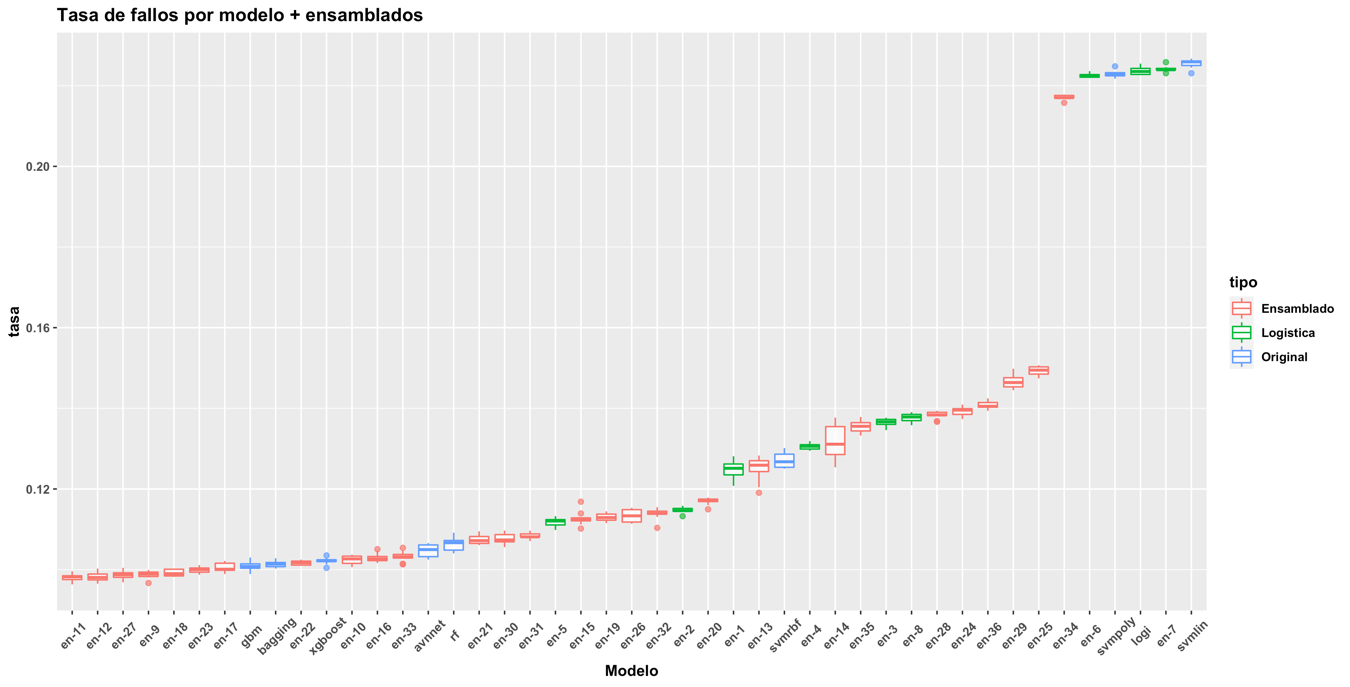 Tasa de fallos por modelo + ensamblados
tasa
0.20
0.16
0.12
en-11
en-12
en-27
en-9
en-18
en-23
en-17
gbm
bagging
en-22
xgboost
en-10
en-16
en-33
avnnet
rf
en-21
en-30
en-31
en-5
en-15
en-19
en-26
en-32
en-2
en-20
en-1
en-13
svmrbf
en-4
en-14
en-35
en-3
en-8
en-28
en-24
en-36
en-29
en-25
en-34
en-6
svmpoly
logi
en-7
svmlin
Modelo
tipo
Ensamblado
Logistica
Original